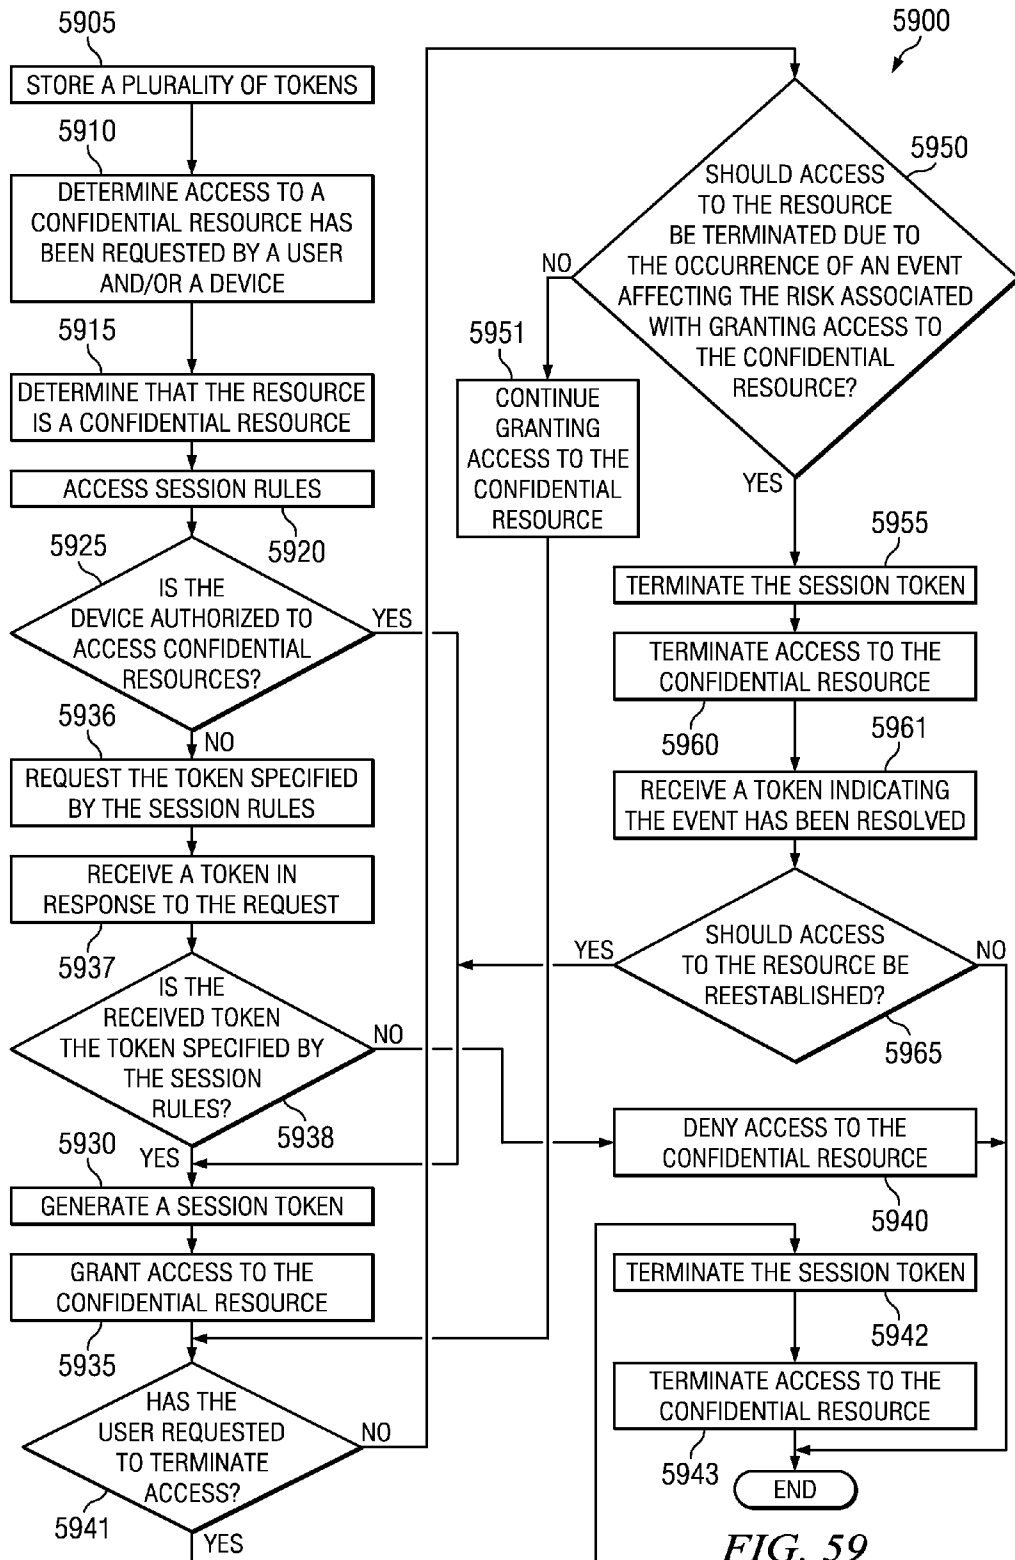 5905
STORE A PLURALITY OF TOKENS
5910
DETERMINE ACCESS TO A
CONFIDENTIAL RESOURCE HAS
BEEN REQUESTED BY A USER
AND/OR A DEVICE
5915
DETERMINE THAT THE RESOURCE
IS A CONFIDENTIAL RESOURCE
ACCESS SESSION RULES
5920
5925
IS THE
DEVICE AUTHORIZED TO
ACCESS CONFIDENTIAL
RESOURCES?
YES
NO
5936
REQUEST THE TOKEN SPECIFIED
BY THE SESSION RULES
RECEIVE A TOKEN IN
RESPONSE TO THE REQUEST
5937
IS THE
RECEIVED TOKEN
THE TOKEN SPECIFIED BY
THE SESSION
RULES?
NO
5938
YES
5930
GENERATE A SESSION TOKEN
GRANT ACCESS TO THE
CONFIDENTIAL RESOURCE
5935
HAS THE
USER REQUESTED
TO TERMINATE
ACCESS?
NO
5941
YES
5900
5950
SHOULD ACCESS
TO THE RESOURCE
BE TERMINATED DUE TO
THE OCCURRENCE OF AN EVENT
AFFECTING THE RISK ASSOCIATED
WITH GRANTING ACCESS TO
THE CONFIDENTIAL
RESOURCE?
NO
5951
CONTINUE
GRANTING
ACCESS TO THE
CONFIDENTIAL
RESOURCE
YES
5955
TERMINATE THE SESSION TOKEN
TERMINATE ACCESS TO THE
CONFIDENTIAL RESOURCE
5960
5961
RECEIVE A TOKEN INDICATING
THE EVENT HAS BEEN RESOLVED
SHOULD ACCESS
TO THE RESOURCE BE
REESTABLISHED?
YES
NO
5965
DENY ACCESS TO THE
CONFIDENTIAL RESOURCE
5940
TERMINATE THE SESSION TOKEN
5942
TERMINATE ACCESS TO THE
CONFIDENTIAL RESOURCE
5943
END
FIG. 59